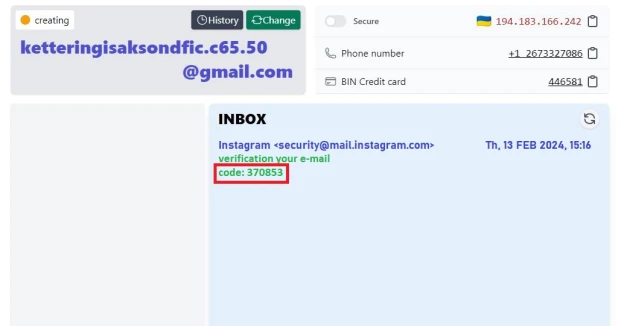 creating
History
Change
ketteringisaksondfic.c65.50
@gmail.com
Secure
194.183.166.242
Phone number
+1 2673327086
BIN Credit card
446581
INBOX
Instagram <security@mail.instagram.com>
Th, 13 FEB 2024, 15:16
verification your e-mail
code: 370853